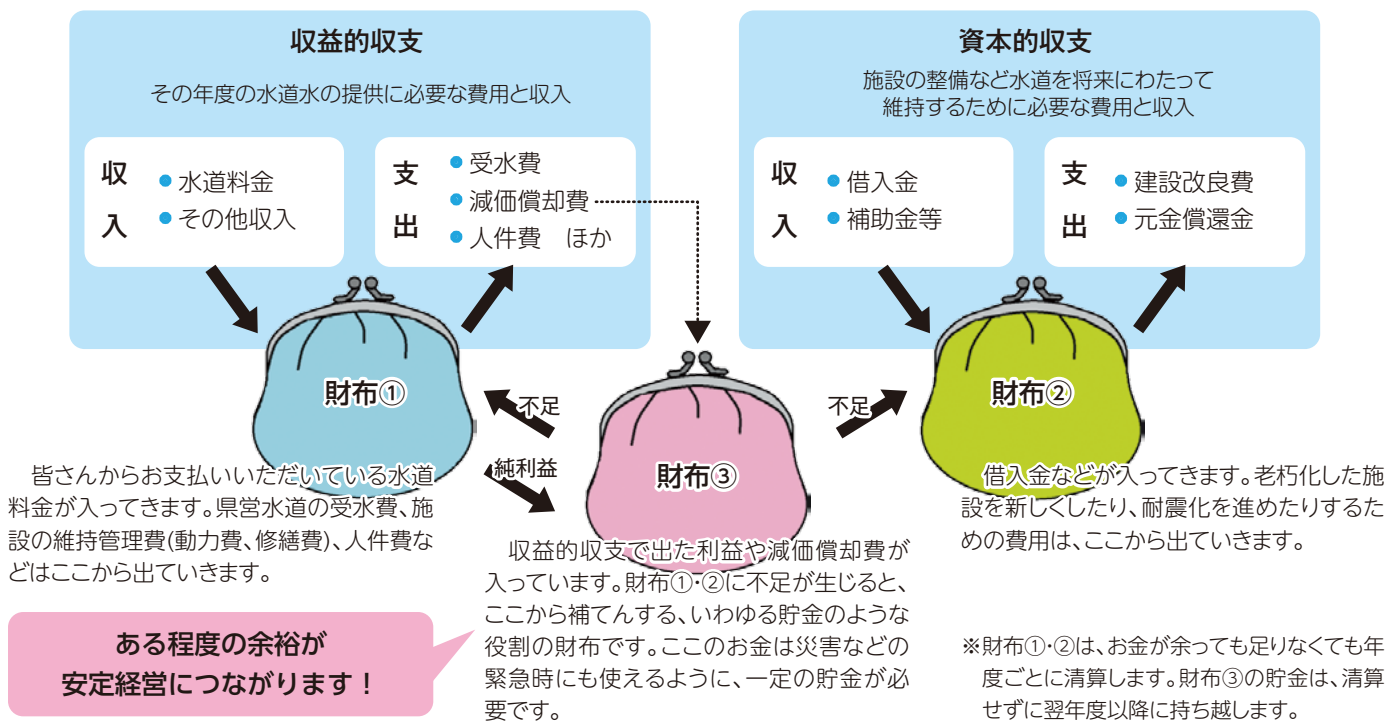 収益的収支
その年度の水道水の提供に必要な費用と収入
収入
● 水道料金
● その他収入
支出
● 受水費
● 減価償却費
● 人件費　ほか
資本的収支
施設の整備など水道を将来にわたって
維持するために必要な費用と収入
収入
● 借入金
● 補助金等
支出
● 建設改良費
● 元金償還金
財布①
不足
純利益
財布③
不足
財布②
皆さんからお支払いいただいている水道
料金が入ってきます。県営水道の受水費、施
設の維持管理費(動力費、修繕費)、人件費な
どはここから出ていきます。
ある程度の余裕が
安定経営につながります！
収益的収支で出た利益や減価償却費が
入っています。財布①・②に不足が生じると、
ここから補てんする、いわゆる貯金のような
役割の財布です。ここのお金は災害などの
緊急時にも使えるように、一定の貯金が必
要です。
借入金などが入ってきます。老朽化した施
設を新しくしたり、耐震化を進めたりするた
めの費用は、ここから出ていきます。
※財布①・②は、お金が余っても足りなくても年
度ごとに清算します。財布③の貯金は、清算
せずに翌年度以降に持ち越します。